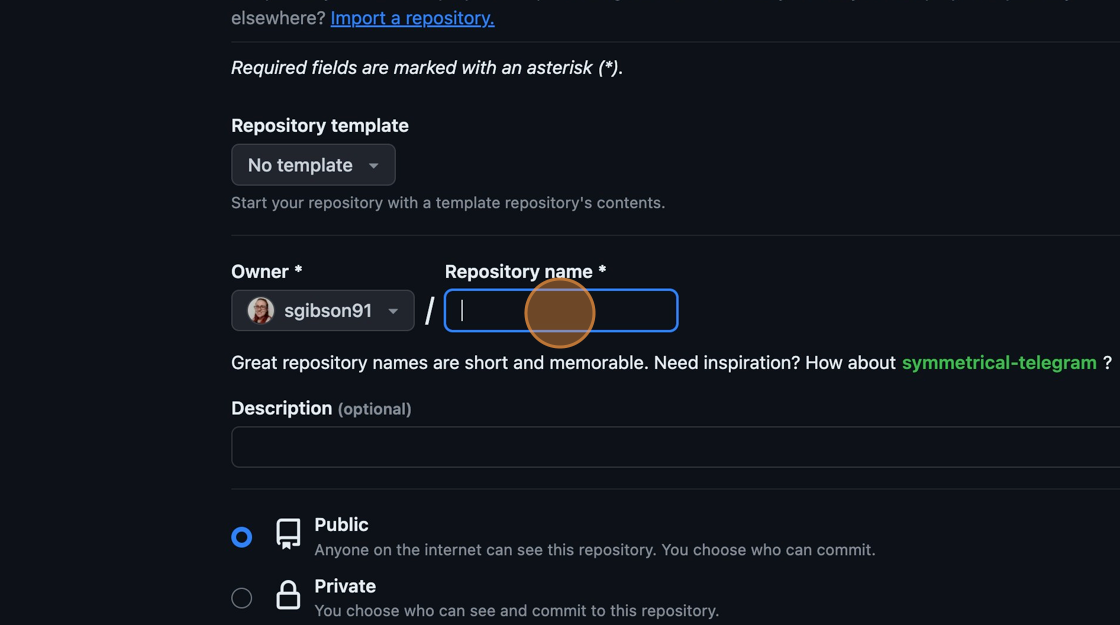 elsewhere? Import a repository.
Required fields are marked with an asterisk (*).
Repository template
No template
Start your repository with a template repository's contents.
Owner * Repository name *
sgibson91 /
Great repository names are short and memorable. Need inspiration? How about symmetrical-telegram ?
Description (optional)
Public
Anyone on the internet can see this repository. You choose who can commit.
Private
You choose who can see and commit to this repository.